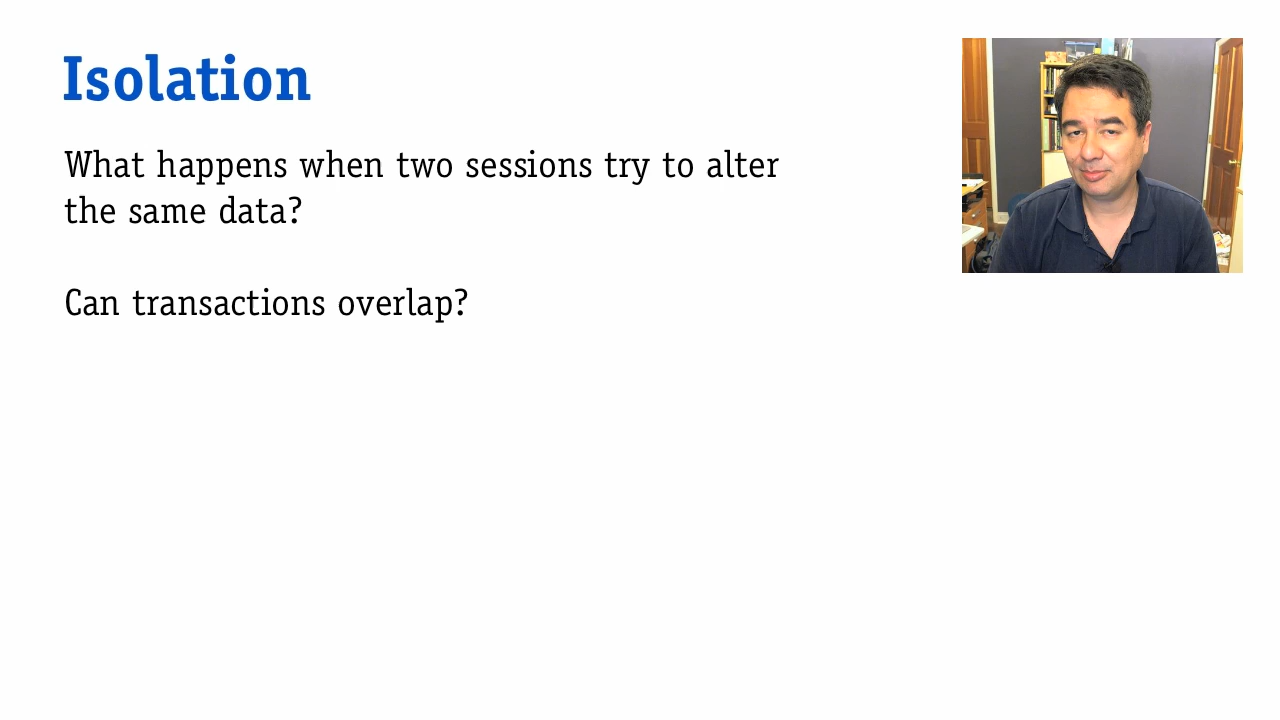 Isolation
What happens when two sessions try to alter
the same data?
Can transactions overlap?